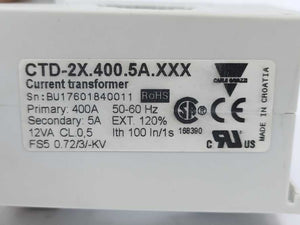 CTD-2X.400.5A.XXX
Current transformer
Sn: BU17601840011 RoHS
Primary: 400A 50-60 Hz
Secondary: 5A EXT. 120%
12VA CL.0,5 Ith 100 In/1s
FS5 0.72/3/-KV
CARLO GAVAZZI
168390
C US
MADE IN CROATIA